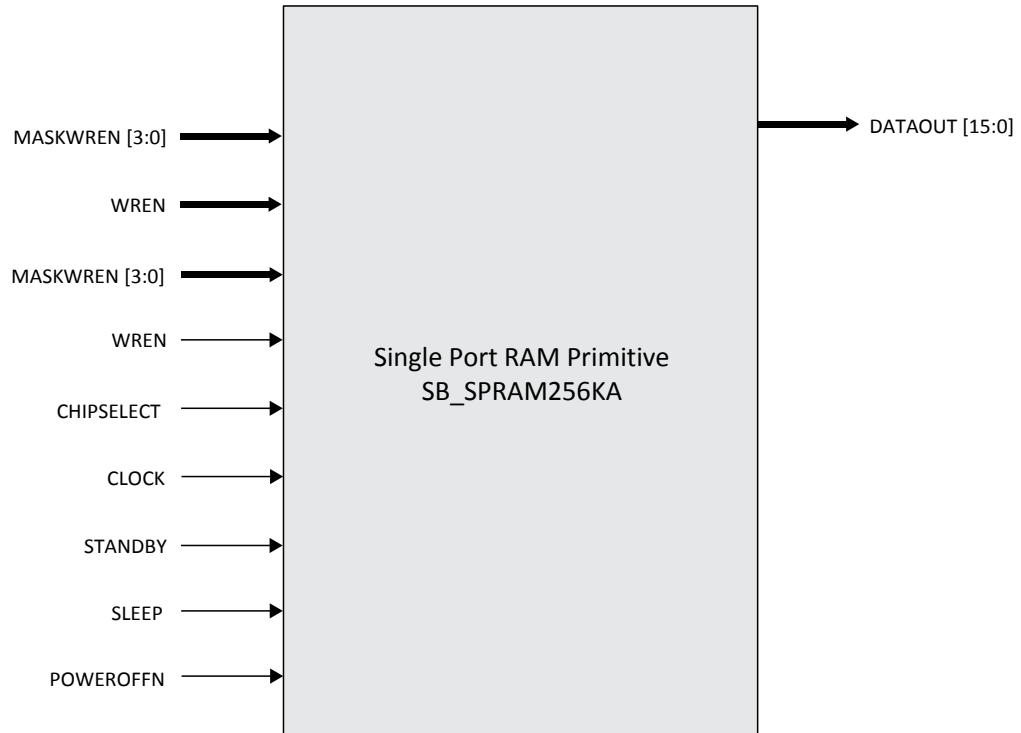 MASKWREN [3:0]
DATAOUT [15:0]
WREN
MASKWREN [3:0]
WREN
Single Port RAM Primitive
SB_SPRAM256KA
CHIPSELECT
CLOCK
STANDBY
SLEEP
POWEROFFN